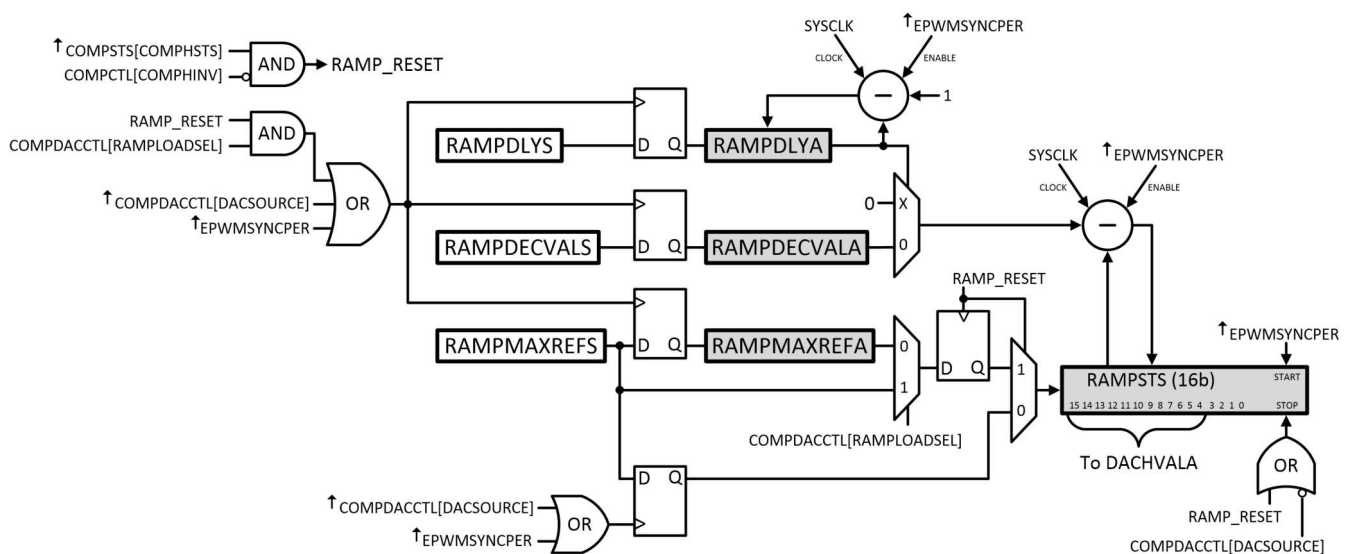 ↑COMPSTS[COMPHSTS]
COMPCTL[COMPHINV]
AND
RAMP_RESET
RAMP_RESET
COMPDACCTL[RAMPLOADSEL]
AND
↑COMPDACCTL[DACSOURCE]
↑EPWMSYNCPER
OR
SYSCLK
↑EPWMSYNCPER
CLOCK
ENABLE
−
1
RAMPDLYS
D Q
RAMPDLYA
SYSCLK
↑EPWMSYNCPER
CLOCK
ENABLE
−
0
X
0
RAMPDECVALS
D Q
RAMPDECVALA
RAMP_RESET
RAMPMAXREFS
D Q
RAMPMAXREFA
0
1
COMPDACCTL[RAMPLOADSEL]
D Q
1
0
↑EPWMSYNCPER
RAMPSTS (16b)
START
15 14 13 12 11 10 9 8 7 6 5 4 3 2 1 0
STOP
To DACHVALA
OR
RAMP_RESET
COMPDACCTL[DACSOURCE]
↑COMPDACCTL[DACSOURCE]
↑EPWMSYNCPER
OR
D Q